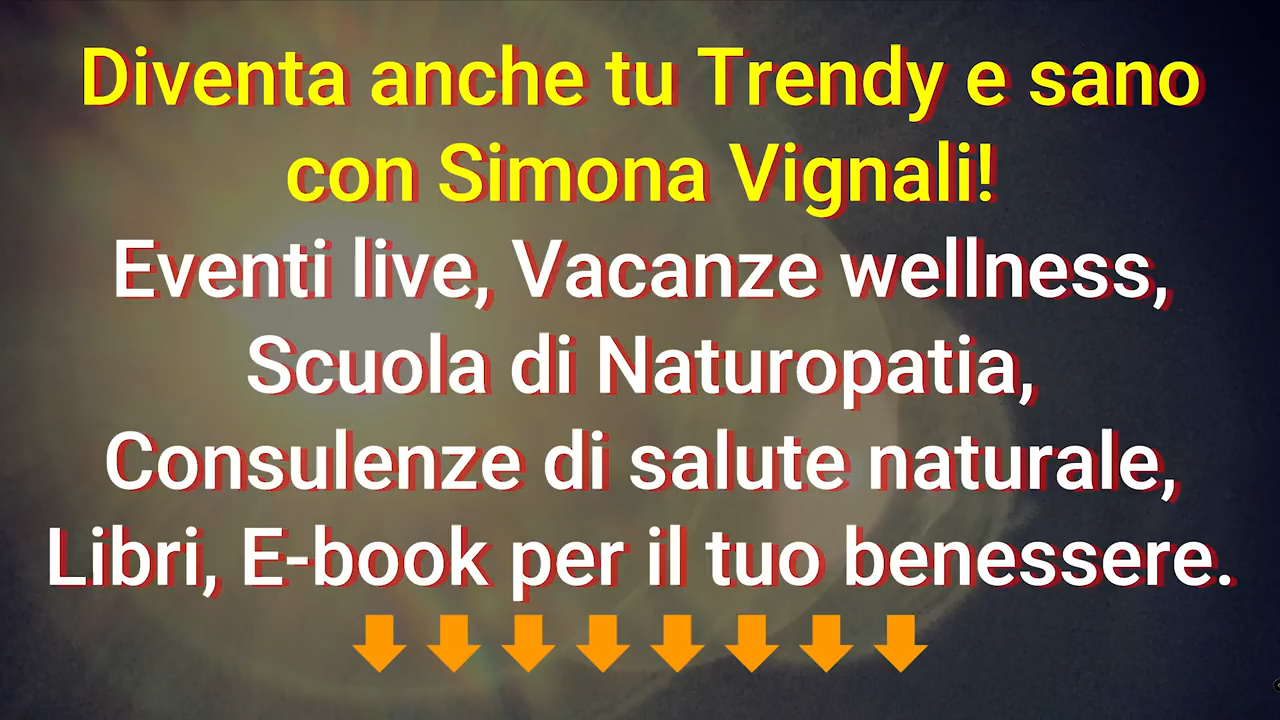 Diventa anche tu Trendy e sano
con Simona Vignali!
Eventi live, Vacanze wellness,
Scuola di Naturopatia,
Consulenze di salute naturale,
Libri, E-book per il tuo benessere.